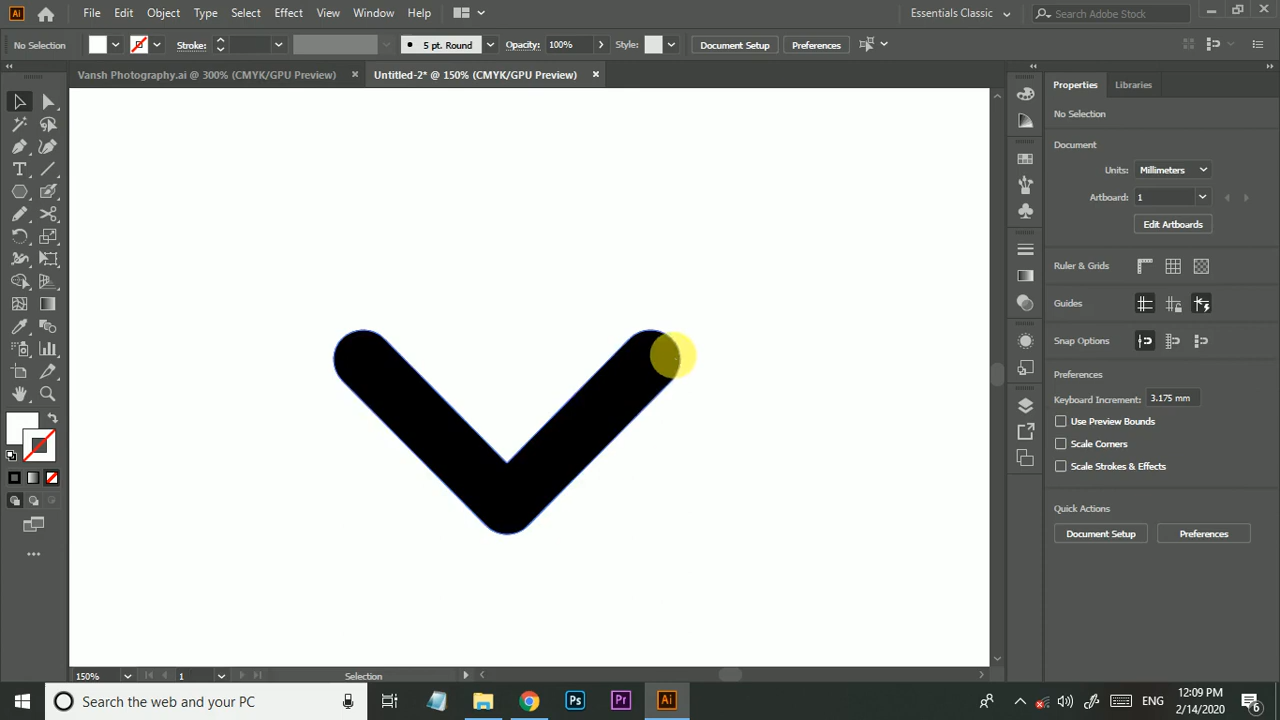 Ai File Edit Object Type Select Effect View Window Help Essentials Classic Search Adobe Stock
No Selection Stroke: 5 pt. Round Opacity: 100% Style: Document Setup Preferences
Vansh Photography.ai @ 300% (CMYK/GPU Preview) Untitled-2* @ 150% (CMYK/GPU Preview)
Properties Libraries
No Selection
Document
Units: Millimeters
Artboard: 1
Edit Artboards
Ruler & Grids
Guides
Snap Options
Preferences
Keyboard Increment: 3.175 mm
Use Preview Bounds
Scale Corners
Scale Strokes & Effects
Quick Actions
Document Setup Preferences
150% 1 Selection
Search the web and your PC Ps Pr Ai ENG 12:09 PM
2/14/2020 6